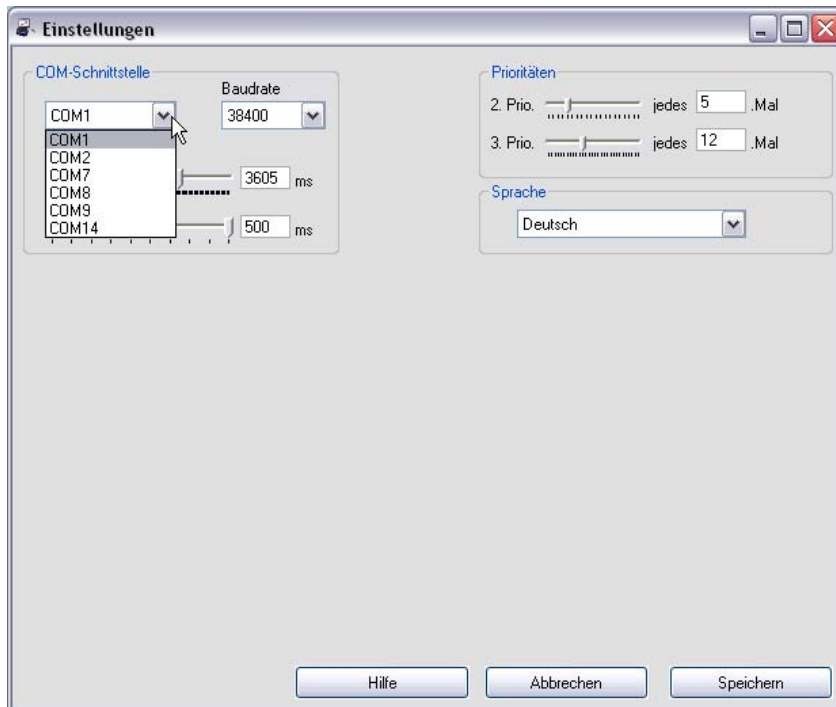 Einstellungen
COM-Schnittstelle
Baudrate
COM1
38400
COM1
COM2
COM7
COM8
COM9
COM14
3605 ms
500 ms
Prioritäten
2. Prio. jedes 5 .Mal
3. Prio. jedes 12 .Mal
Sprache
Deutsch
Hilfe
Abbrechen
Speichern